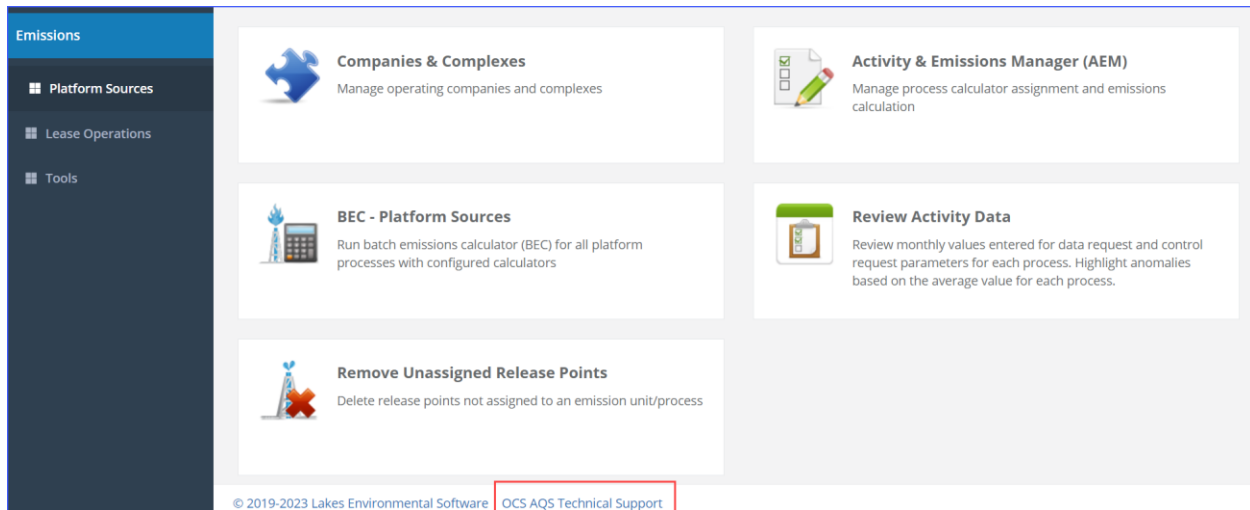 Emissions
Platform Sources
Lease Operations
Tools
Companies & Complexes
Manage operating companies and complexes
Activity & Emissions Manager (AEM)
Manage process calculator assignment and emissions
calculation
BEC - Platform Sources
Run batch emissions calculator (BEC) for all platform
processes with configured calculators
Review Activity Data
Review monthly values entered for data request and control
request parameters for each process. Highlight anomalies
based on the average value for each process.
Remove Unassigned Release Points
Delete release points not assigned to an emission unit/process
© 2019-2023 Lakes Environmental Software OCS AQS Technical Support